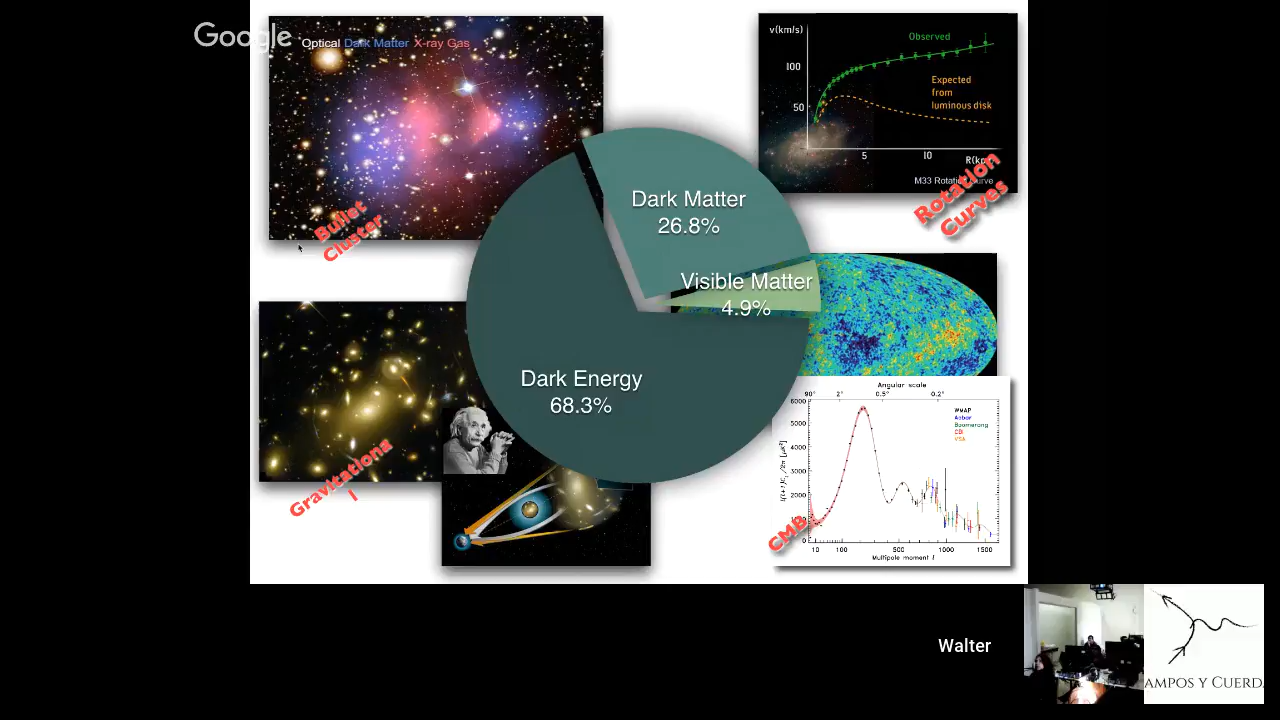 Google
Optical Dark Matter X-ray Gas
Bullet
Cluster
v(km/s)
100
50
Observed
Expected
from
luminous disk
5
10
R(kpc)
M33 Rotation Curve
Rotation
Curves
Dark Matter
26.8%
Visible Matter
4.9%
Dark Energy
68.3%
Gravitationa
l
CMB
Angular scale
90°
2°
0.5°
0.2°
6000
5000
4000
3000
2000
1000
0
WMAP
Acbar
Boomerang
CBI
VSA
10
100
500
1000
1500
Multipole moment l
Walter
AMPOS Y CUERD